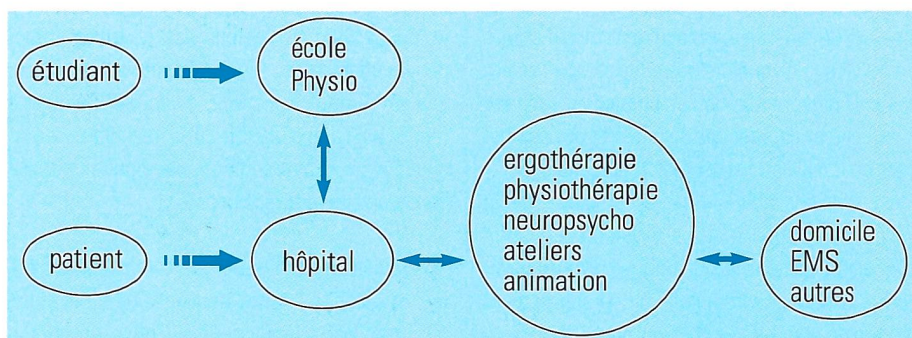 étudiant
école
Physio
patient
hôpital
ergothérapie
physiothérapie
neuropsycho
ateliers
animation
domicile
EMS
autres